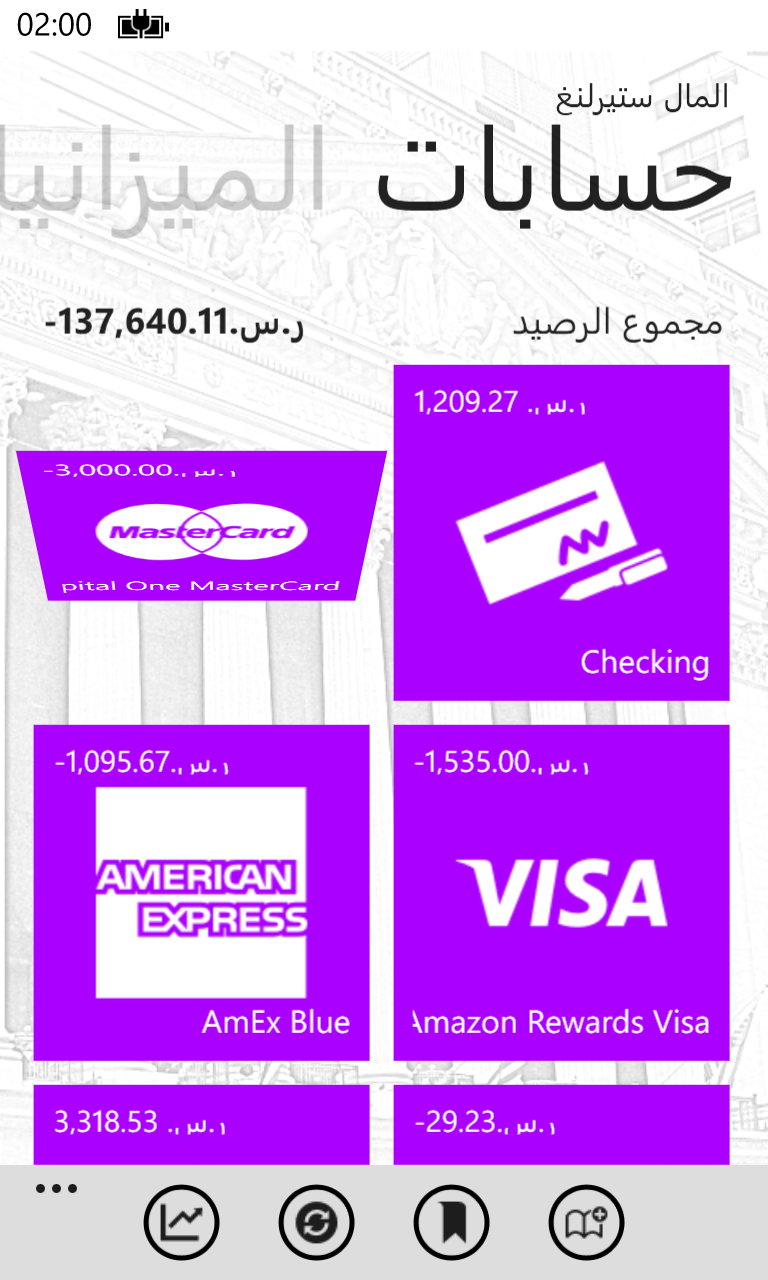 02:00
المال ستيرلنغ
حسابات الميزانيا
مجموع الرصيد -137,640.11.ر.س
1,209.27 .ر.س
Checking
-3,000.00.ر.س
MasterCard
pital One MasterCard
-1,535.00.ر.س
VISA
Amazon Rewards Visa
-1,095.67.ر.س
AMERICAN
EXPRESS
AmEx Blue
-29.23.ر.س
3,318.53 .ر.س